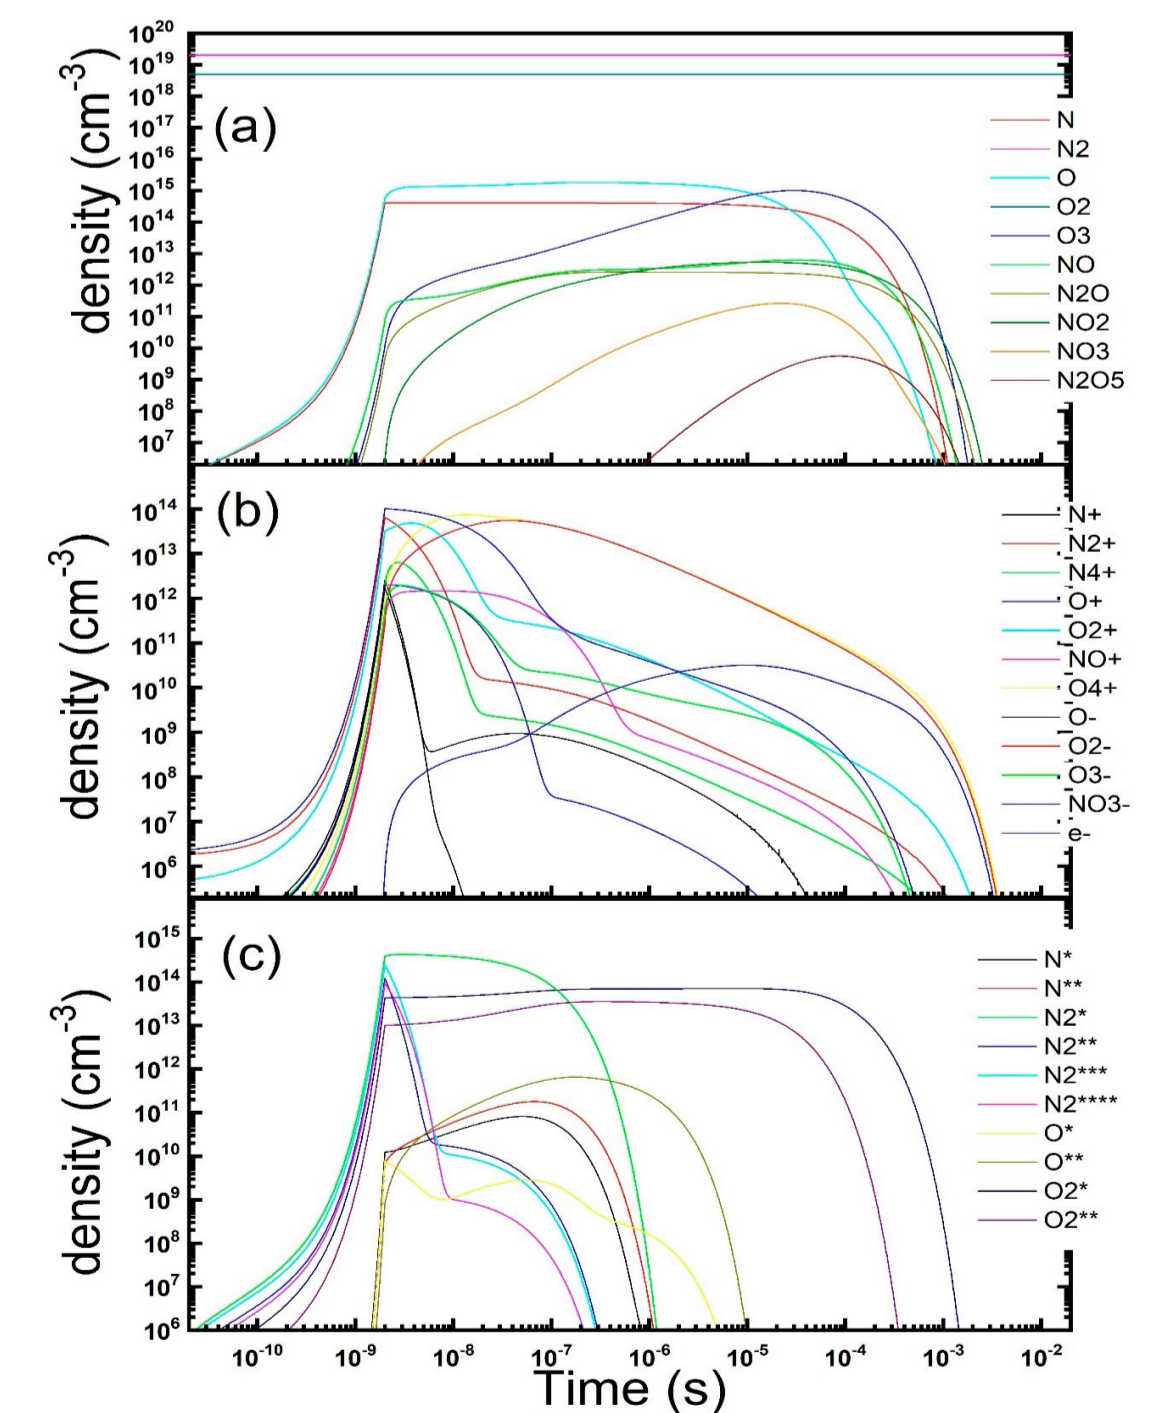 10²⁰
10¹⁹
10¹⁸
10¹⁷
10¹⁶
10¹⁵
10¹⁴
10¹³
10¹²
10¹¹
10¹⁰
10⁹
10⁸
10⁷
density (cm⁻³)
(a)
N
N2
O
O2
O3
NO
N2O
NO2
NO3
N2O5
10¹⁴
10¹³
10¹²
10¹¹
10¹⁰
10⁹
10⁸
10⁷
10⁶
density (cm⁻³)
(b)
N+
N2+
N4+
O+
O2+
NO+
O4+
O-
O2-
O3-
NO3-
e-
10¹⁵
10¹⁴
10¹³
10¹²
10¹¹
10¹⁰
10⁹
10⁸
10⁷
10⁶
density (cm⁻³)
(c)
N*
N**
N2*
N2**
N2***
N2****
O*
O**
O2*
O2**
10⁻¹⁰ 10⁻⁹ 10⁻⁸ 10⁻⁷ 10⁻⁶ 10⁻⁵ 10⁻⁴ 10⁻³ 10⁻²
Time (s)